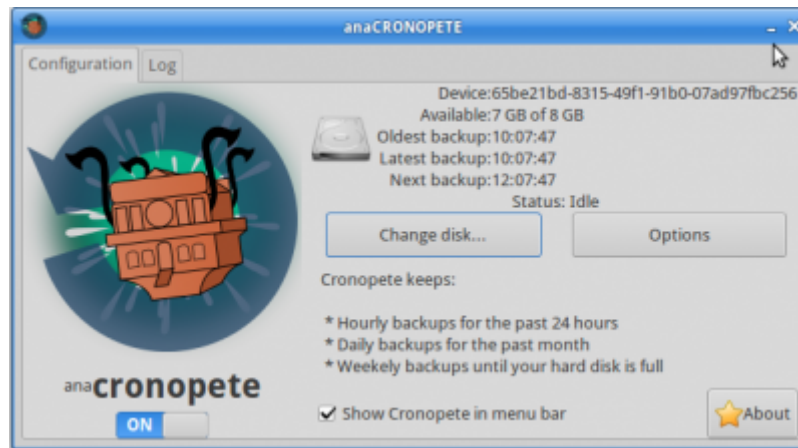 anaCRONOPETE
Configuration
Log
Device:65be21bd-8315-49f1-91b0-07ad97fbc256
Available:7 GB of 8 GB
Oldest backup:10:07:47
Latest backup:10:07:47
Next backup:12:07:47
Status: Idle
Change disk...
Options
Cronopete keeps:
* Hourly backups for the past 24 hours
* Daily backups for the past month
* Weekely backups until your hard disk is full
anacronopete
ON
Show Cronopete in menu bar
About